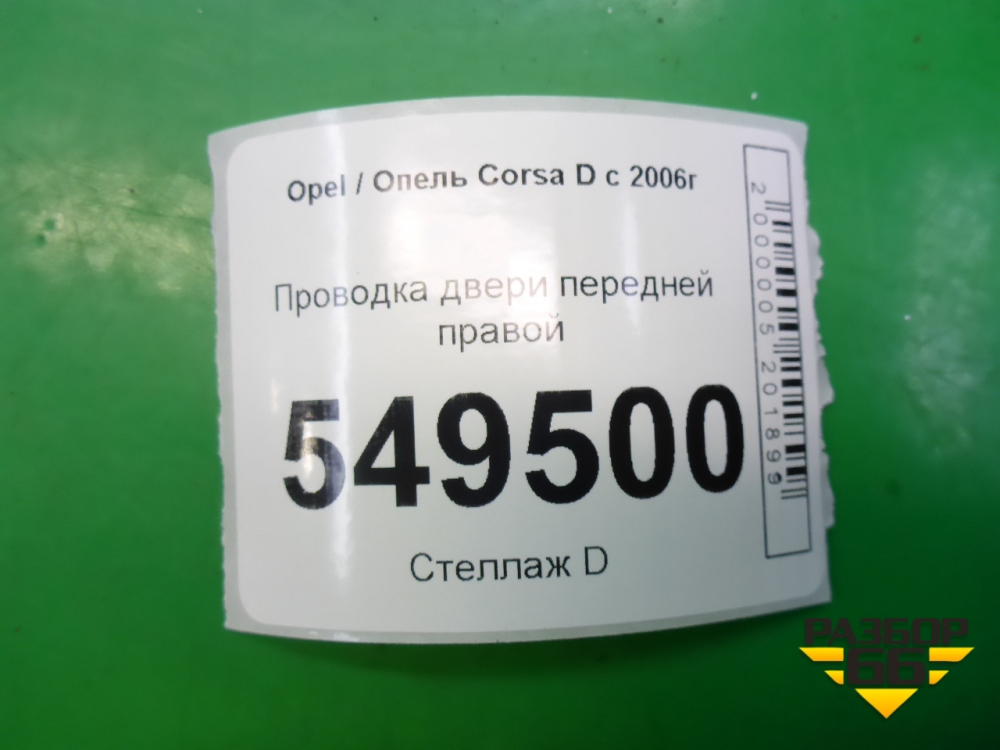 Opel / Опель Corsa D с 2006г
Проводка двери передней
правой
549500
Стеллаж D
2000005201899
РАЗБОР
66